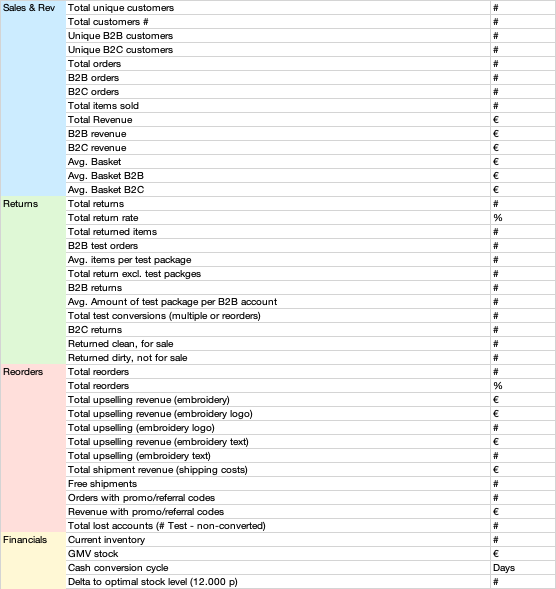 Sales & Rev Total unique customers #
Total customers # #
Unique B2B customers #
Unique B2C customers #
Total orders #
B2B orders #
B2C orders #
Total items sold #
Total Revenue €
B2B revenue €
B2C revenue €
Avg. Basket €
Avg. Basket B2B €
Avg. Basket B2C €
Returns Total returns #
Total return rate %
Total returned items #
B2B test orders #
Avg. items per test package #
Total return excl. test packges #
B2B returns #
Avg. Amount of test package per B2B account #
Total test conversions (multiple or reorders) #
B2C returns #
Returned clean, for sale #
Returned dirty, not for sale #
Reorders Total reorders #
Total reorders %
Total upselling revenue (embroidery) €
Total upselling revenue (embroidery logo) €
Total upselling (embroidery logo) #
Total upselling revenue (embroidery text) €
Total upselling (embroidery text) #
Total shipment revenue (shipping costs) €
Free shipments #
Orders with promo/referral codes #
Revenue with promo/referral codes €
Total lost accounts (# Test - non-converted) #
Financials Current inventory #
GMV stock €
Cash conversion cycle Days
Delta to optimal stock level (12.000 p) #